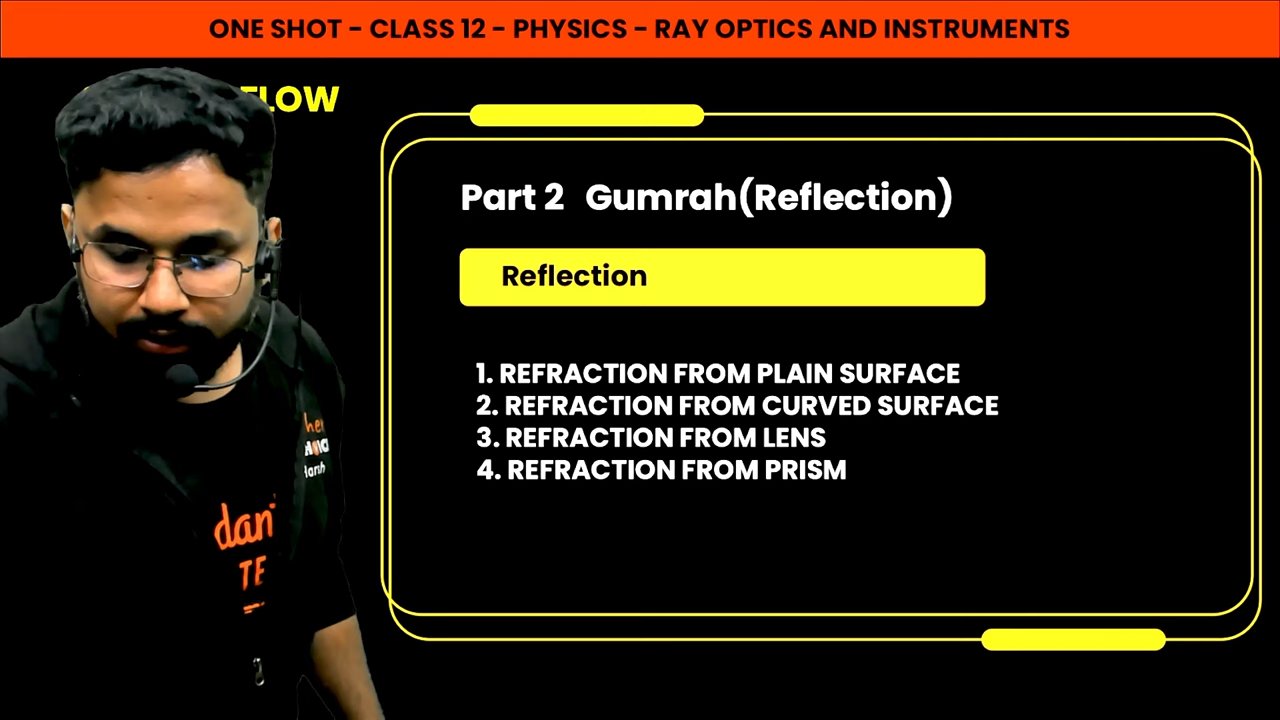 ONE SHOT - CLASS 12 - PHYSICS - RAY OPTICS AND INSTRUMENTS
FLOW
Part 2 Gumrah(Reflection)
Reflection
1. REFRACTION FROM PLAIN SURFACE
2. REFRACTION FROM CURVED SURFACE
3. REFRACTION FROM LENS
4. REFRACTION FROM PRISM